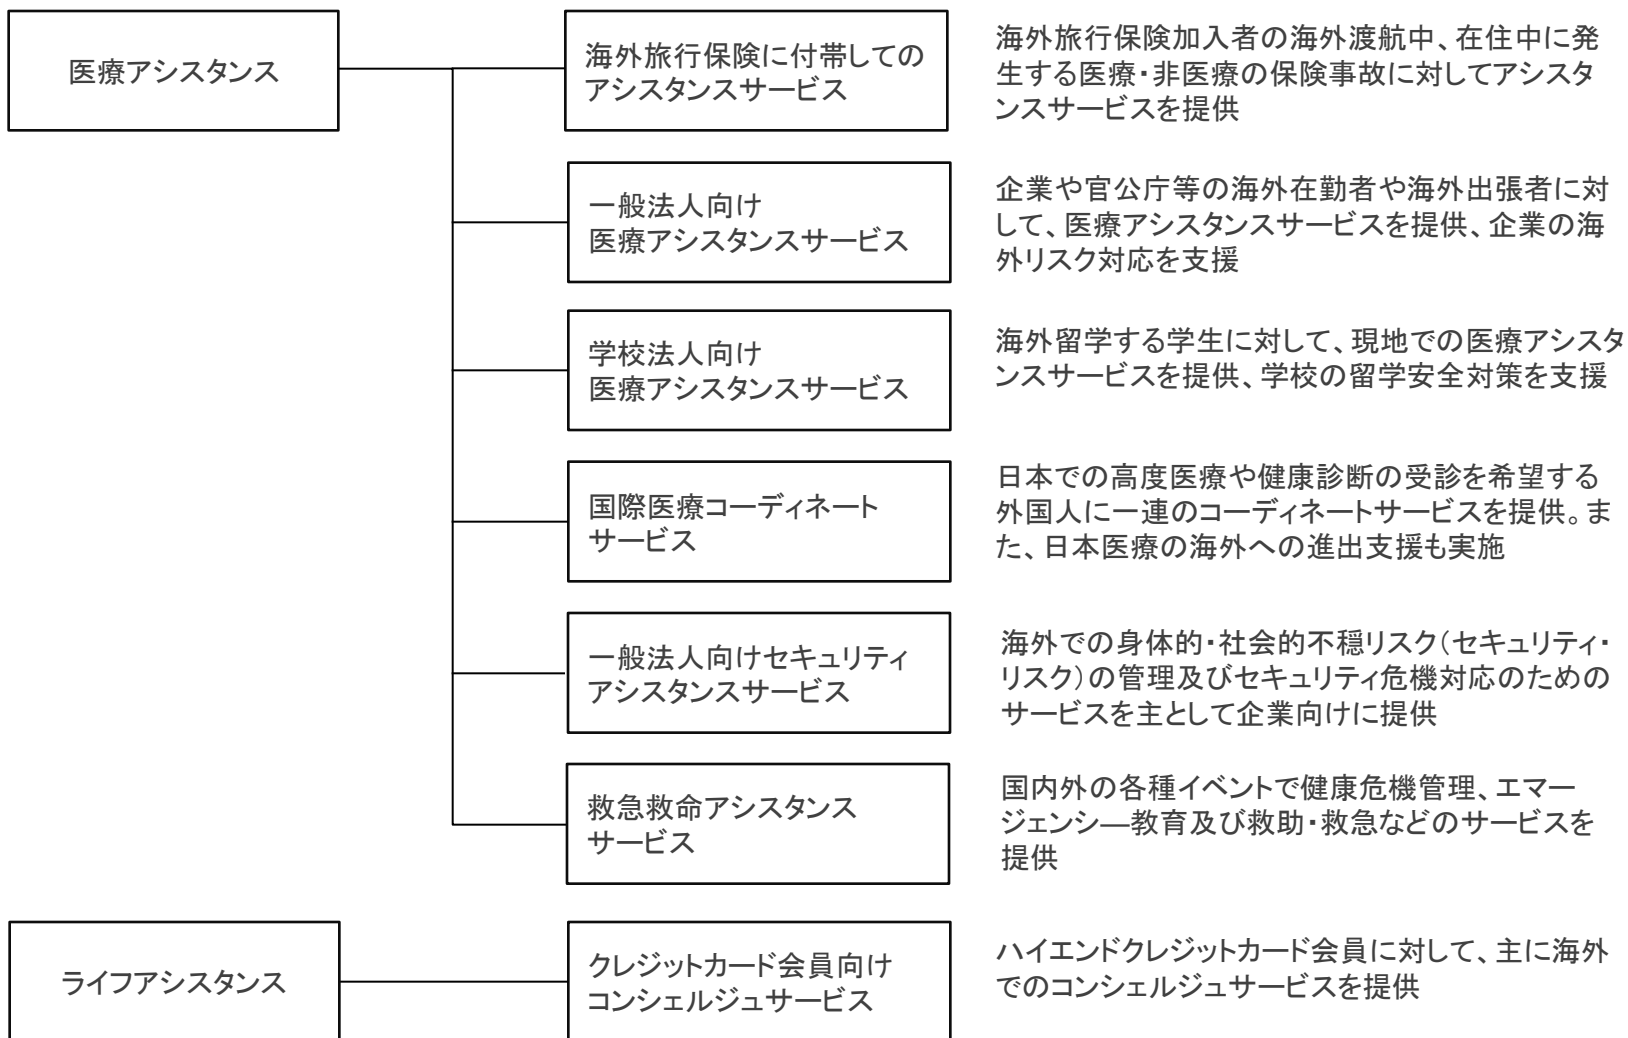 医療アシスタンス
海外旅行保険に付帯しての
アシスタンスサービス
海外旅行保険加入者の海外渡航中、在住中に発
生する医療・非医療の保険事故に対してアシスタ
ンスサービスを提供
一般法人向け
医療アシスタンスサービス
企業や官公庁等の海外在勤者や海外出張者に対
して、医療アシスタンスサービスを提供、企業の海
外リスク対応を支援
学校法人向け
医療アシスタンスサービス
海外留学する学生に対して、現地での医療アシスタ
ンスサービスを提供、学校の留学安全対策を支援
国際医療コーディネート
サービス
日本での高度医療や健康診断の受診を希望する
外国人に一連のコーディネートサービスを提供。ま
た、日本医療の海外への進出支援も実施
一般法人向けセキュリティ
アシスタンスサービス
海外での身体的・社会的不穏リスク（セキュリティ・
リスク）の管理及びセキュリティ危機対応のための
サービスを主として企業向けに提供
救急救命アシスタンス
サービス
国内外の各種イベントで健康危機管理、エマー
ジェンシ―教育及び救助・救急などのサービスを
提供
ライフアシスタンス
クレジットカード会員向け
コンシェルジュサービス
ハイエンドクレジットカード会員に対して、主に海外
でのコンシェルジュサービスを提供